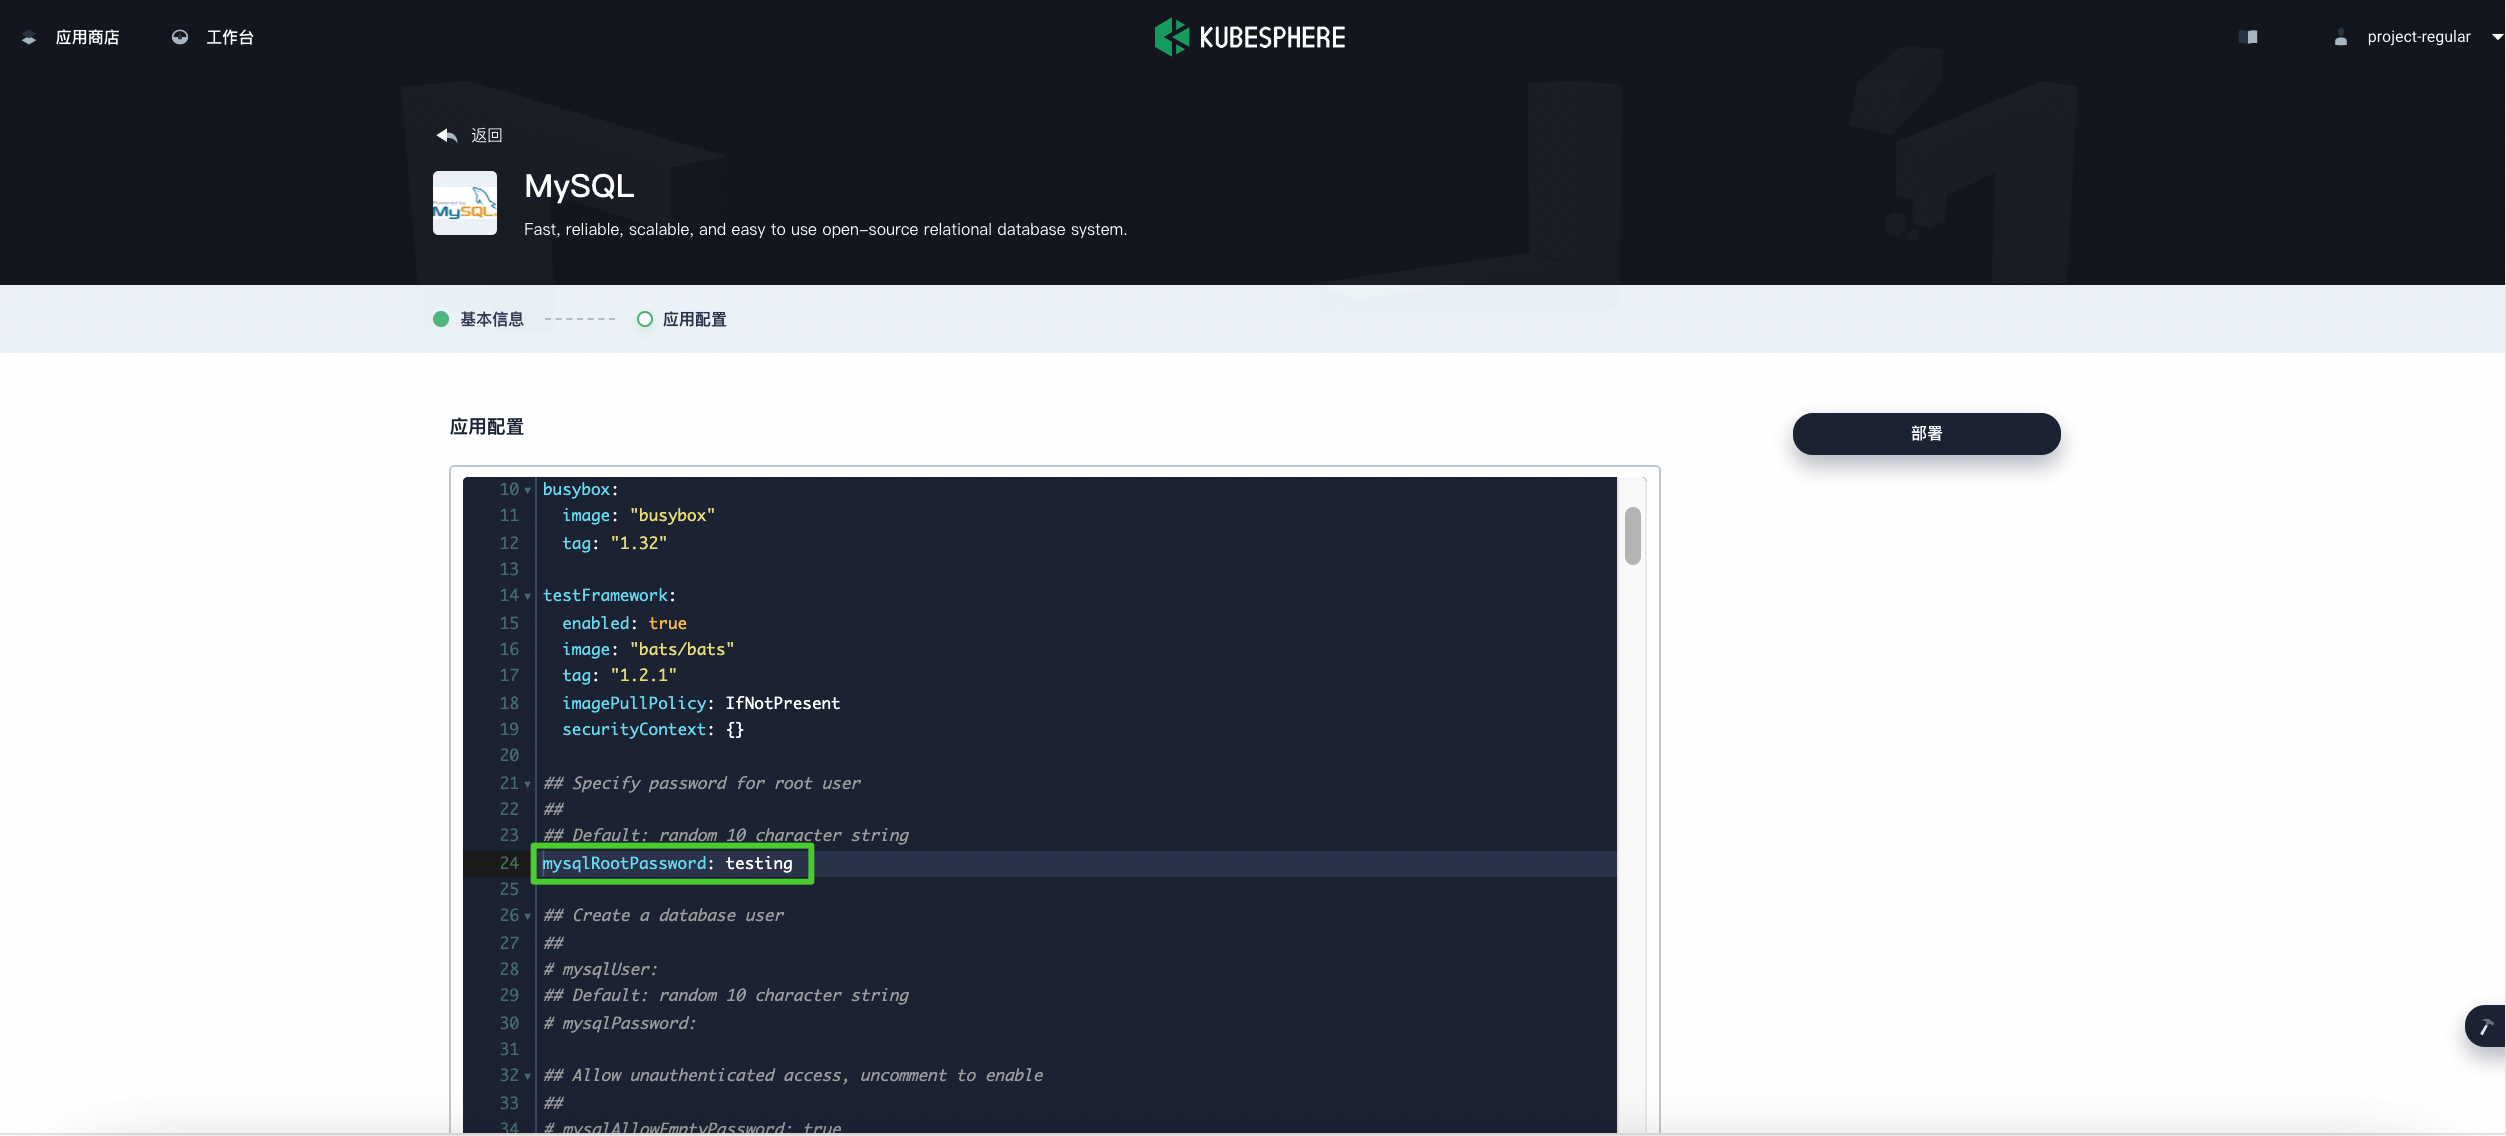 应用商店 工作台 KUBESPHERE project-regular
返回
MySQL
Powered by
MySQL
Fast, reliable, scalable, and easy to use open-source relational database system.
基本信息 应用配置
应用配置
部署
10 busybox:
11 image: "busybox"
12 tag: "1.32"
13
14 testFramework:
15 enabled: true
16 image: "bats/bats"
17 tag: "1.2.1"
18 imagePullPolicy: IfNotPresent
19 securityContext: {}
20
21 ## Specify password for root user
22 ##
23 ## Default: random 10 character string
24 mysqlRootPassword: testing
25
26 ## Create a database user
27 ##
28 # mysqlUser:
29 ## Default: random 10 character string
30 # mysqlPassword:
31
32 ## Allow unauthenticated access, uncomment to enable
33 ##
34 # mysqlAllowEmptyPassword: true